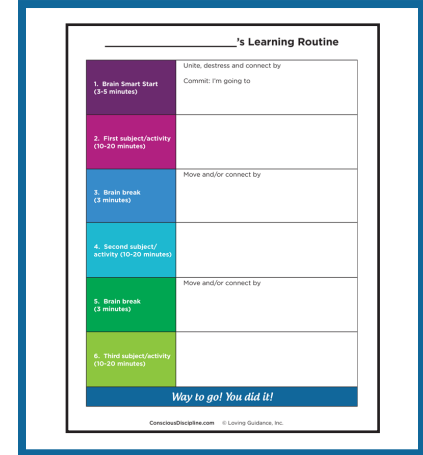 ____________________'s Learning Routine
Unite, destress and connect by
Commit: I'm going to
1. Brain Smart Start
(3-5 minutes)
2. First subject/activity
(10-20 minutes)
Move and/or connect by
3. Brain break
(3 minutes)
4. Second subject/
activity (10-20 minutes)
Move and/or connect by
5. Brain break
(3 minutes)
6. Third subject/activity
(10-20 minutes)
Way to go! You did it!
ConsciousDiscipline.com © Loving Guidance, Inc.